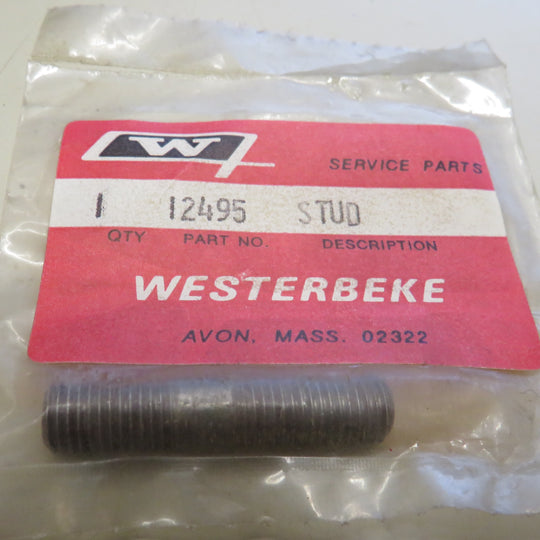 W
SERVICE PARTS
1 12495 STUD
QTY PART NO. DESCRIPTION
WESTERBEKE
AVON, MASS. 02322